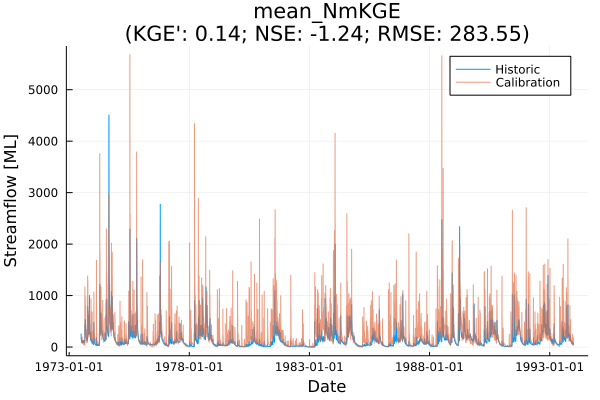 mean_NmKGE
(KGE': 0.14; NSE: -1.24; RMSE: 283.55)
Historic
Calibration
Streamflow [ML]
5000
4000
3000
2000
1000
0
1973-01-01
1978-01-01
1983-01-01
1988-01-01
1993-01-01
Date